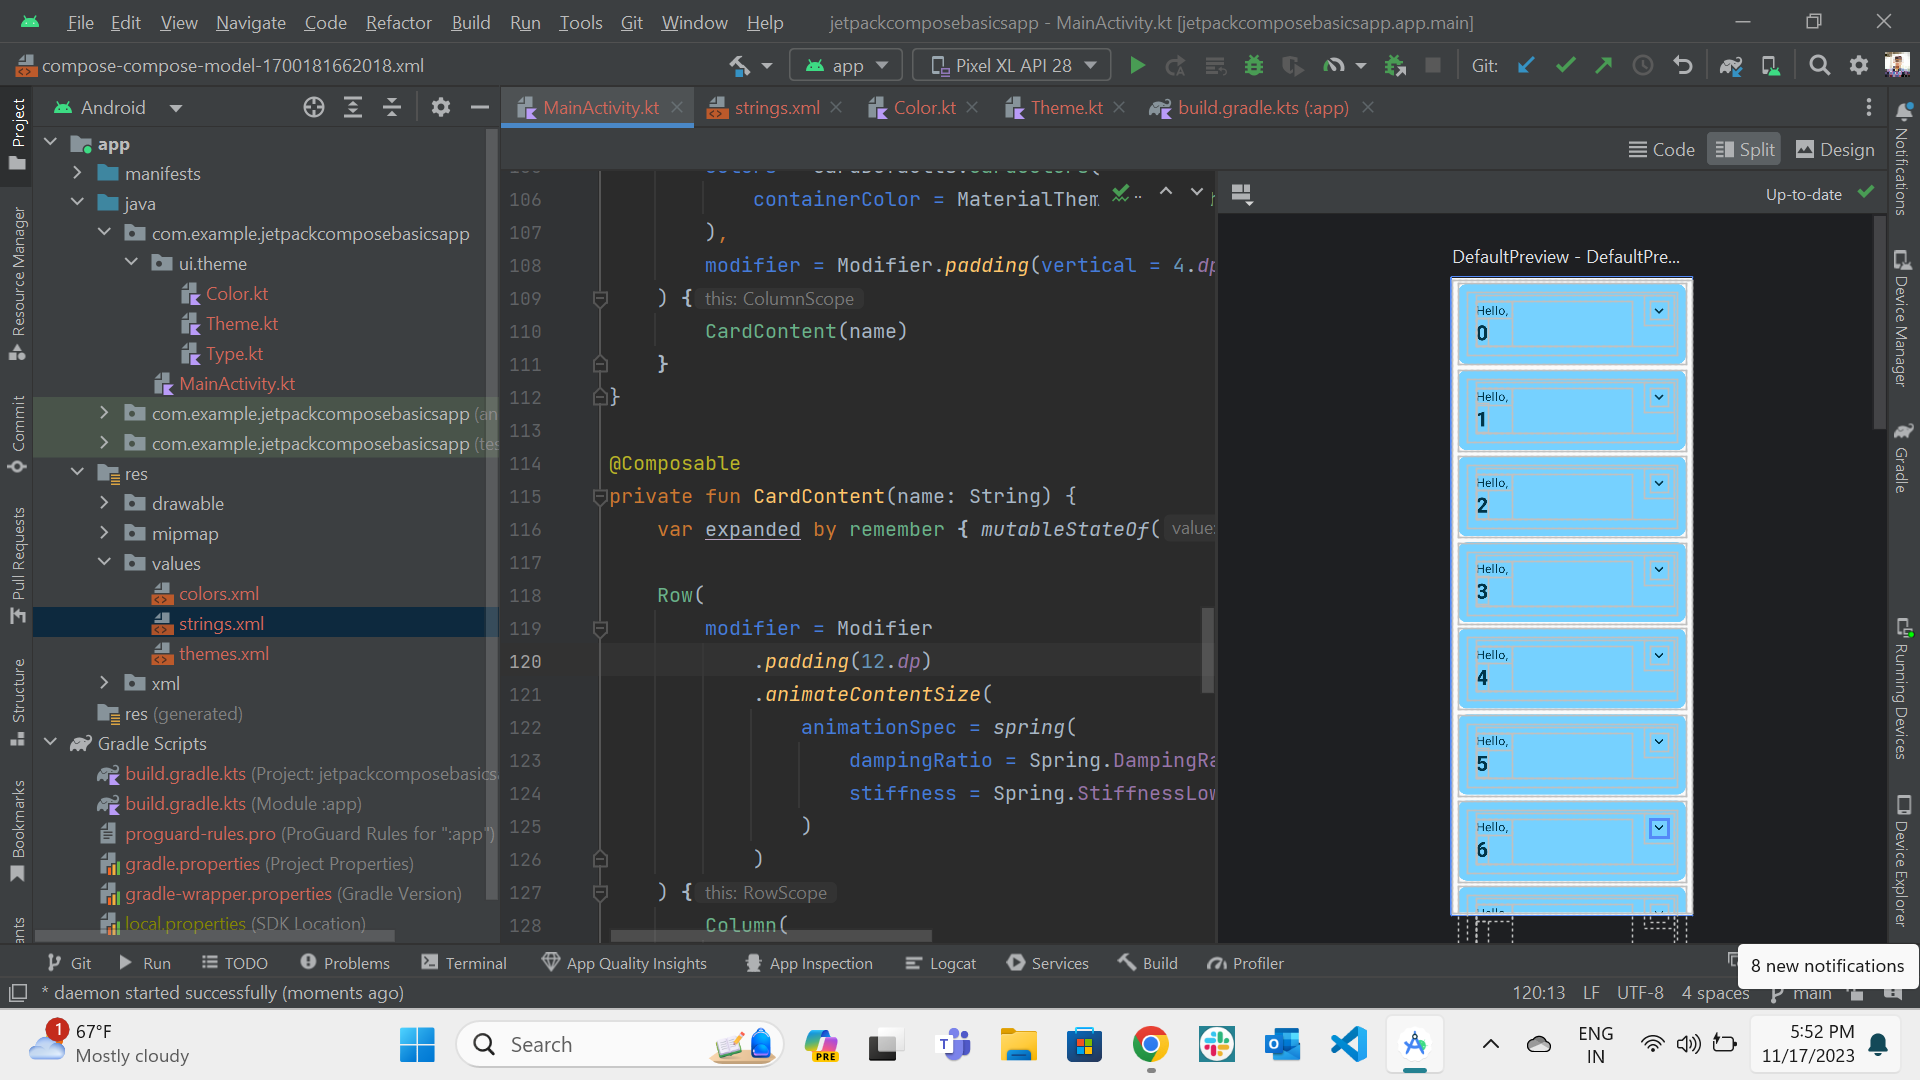 File Edit View Navigate Code Refactor Build Run Tools Git Window Help jetpackcomposebasicsapp - MainActivity.kt [jetpackcomposebasicsapp.app.main]
compose-compose-model-1700181662018.xml app Pixel XL API 28 Git:
Android MainActivity.kt strings.xml Color.kt Theme.kt build.gradle.kts (:app)
Code Split Design
Up-to-date
Project
Resource Manager
Commit
Pull Requests
Structure
Bookmarks
app
manifests
java
com.example.jetpackcomposebasicsapp
ui.theme
Color.kt
Theme.kt
Type.kt
MainActivity.kt
com.example.jetpackcomposebasicsapp (an
com.example.jetpackcomposebasicsapp (tes
res
drawable
mipmap
values
colors.xml
strings.xml
themes.xml
xml
res (generated)
Gradle Scripts
build.gradle.kts (Project: jetpackcomposebasics
build.gradle.kts (Module :app)
proguard-rules.pro (ProGuard Rules for ":app")
gradle.properties (Project Properties)
gradle-wrapper.properties (Gradle Version)
local.properties (SDK Location)
106 containerColor = MaterialThem
107 ),
108 modifier = Modifier.padding(vertical = 4.dp
109 ) { this: ColumnScope
110 CardContent(name)
111 }
112 }
113
114 @Composable
115 private fun CardContent(name: String) {
116 var expanded by remember { mutableStateOf( value:
117
118 Row(
119 modifier = Modifier
120 .padding(12.dp)
121 .animateContentSize(
122 animationSpec = spring(
123 dampingRatio = Spring.DampingRa
124 stiffness = Spring.StiffnessLow
125 )
126 )
127 ) { this: RowScope
128 Column(
DefaultPreview - DefaultPre...
Hello,
0
Hello,
1
Hello,
2
Hello,
3
Hello,
4
Hello,
5
Hello,
6
Hello,
Notifications
Device Manager
Gradle
Running Devices
Device Explorer
Git Run TODO Problems Terminal App Quality Insights App Inspection Logcat Services Build Profiler
8 new notifications
* daemon started successfully (moments ago) 120:13 LF UTF-8 4 spaces main
1 67°F
Mostly cloudy
Search
PRE
ENG
IN
5:52 PM
11/17/2023